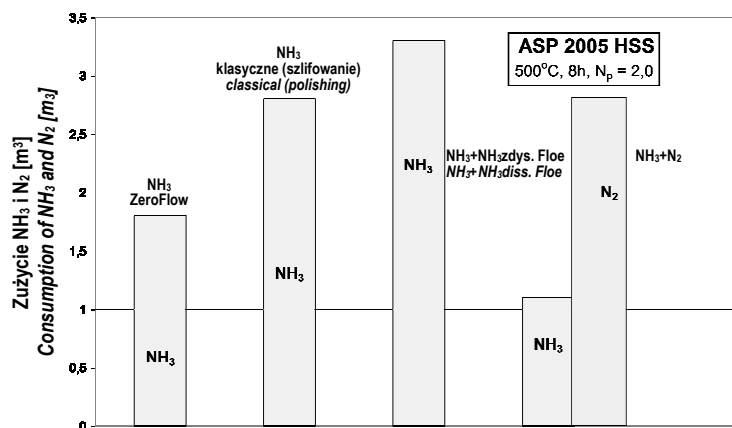 Zużycie NH₃ i N₂ [m³]
Consumption of NH₃ and N₂ [m₃]
3,5
3
2,5
2
1,5
1
0,5
0
ASP 2005 HSS
500°C, 8h, Nₚ = 2,0
NH₃
ZeroFlow
NH₃
NH₃
klasyczne (szlifowanie)
classical (polishing)
NH₃
NH₃
NH₃+NH₃zdys. Floe
NH₃+NH₃diss. Floe
NH₃
N₂
NH₃+N₂